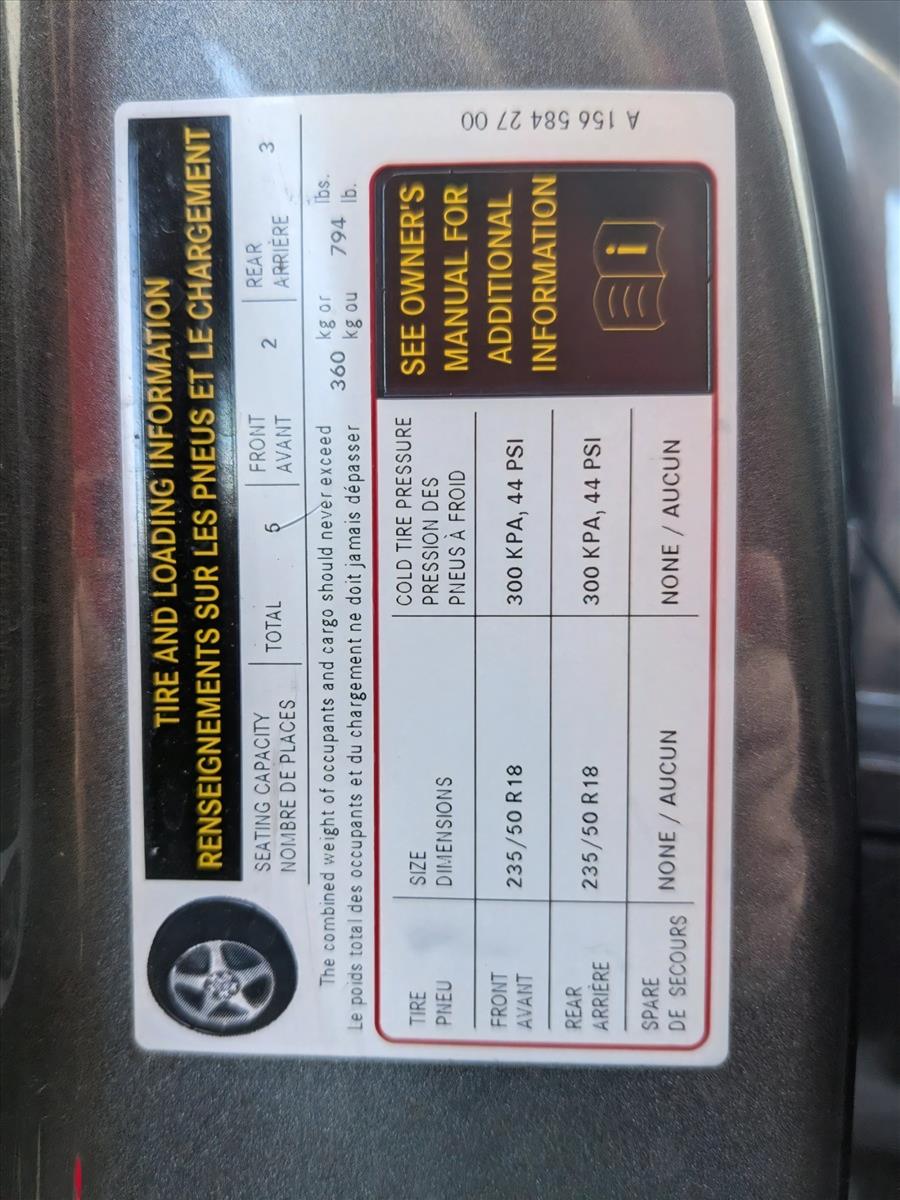 TIRE AND LOADING INFORMATION
RENSEIGNEMENTS SUR LES PNEUS ET LE CHARGEMENT
SEATING CAPACITY
NOMBRE DE PLACES
TOTAL 5
FRONT
AVANT
2
REAR
ARRIÈRE
3
The combined weight of occupants and cargo should never exceed 360 kg or 794 lbs.
Le poids total des occupants et du chargement ne doit jamais dépasser kg ou lb.
TIRE
PNEU
SIZE
DIMENSIONS
COLD TIRE PRESSURE
PRESSION DES
PNEUS À FROID
FRONT
AVANT
235/50 R18
300 KPA, 44 PSI
REAR
ARRIÈRE
235/50 R18
300 KPA, 44 PSI
SPARE
DE SECOURS
NONE / AUCUN
NONE / AUCUN
SEE OWNER'S
MANUAL FOR
ADDITIONAL
INFORMATION
i
A 156 584 27 00